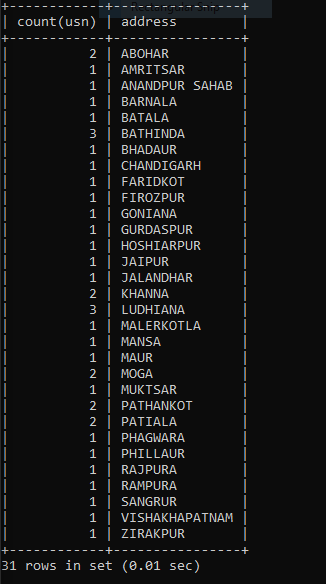 +------------+----------------+
| count(usn) | address        |
+------------+----------------+
|          2 | ABOHAR         |
|          1 | AMRITSAR       |
|          1 | ANANDPUR SAHAB |
|          1 | BARNALA        |
|          1 | BATALA         |
|          3 | BATHINDA       |
|          1 | BHADAUR        |
|          1 | CHANDIGARH     |
|          1 | FARIDKOT       |
|          1 | FIROZPUR       |
|          1 | GONIANA        |
|          1 | GURDASPUR      |
|          1 | HOSHIARPUR     |
|          1 | JAIPUR         |
|          1 | JALANDHAR      |
|          2 | KHANNA         |
|          3 | LUDHIANA       |
|          1 | MALERKOTLA     |
|          1 | MANSA          |
|          1 | MAUR           |
|          2 | MOGA           |
|          1 | MUKTSAR        |
|          2 | PATHANKOT      |
|          2 | PATIALA        |
|          1 | PHAGWARA       |
|          1 | PHILLAUR       |
|          1 | RAJPURA        |
|          1 | RAMPURA        |
|          1 | SANGRUR        |
|          1 | VISHAKHAPATNAM |
|          1 | ZIRAKPUR       |
+------------+----------------+
31 rows in set (0.01 sec)